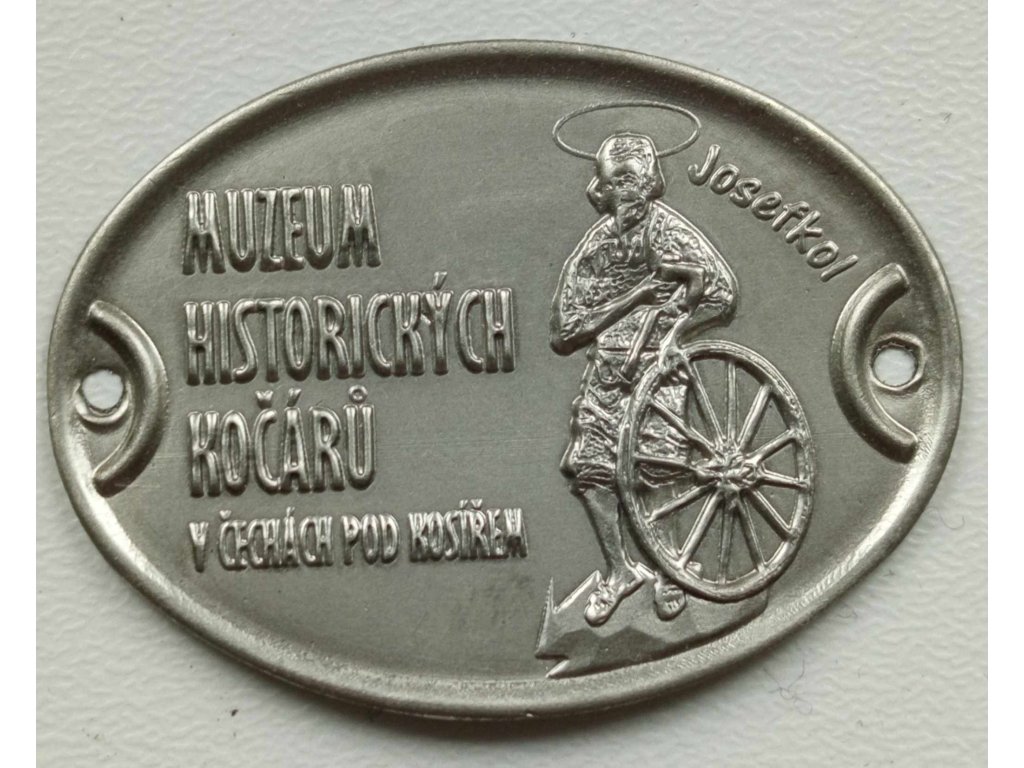 MUZEUM
HISTORICKÝCH
KOČÁRŮ
V ČECHÁCH POD KOSÍŘEM
Josefkol